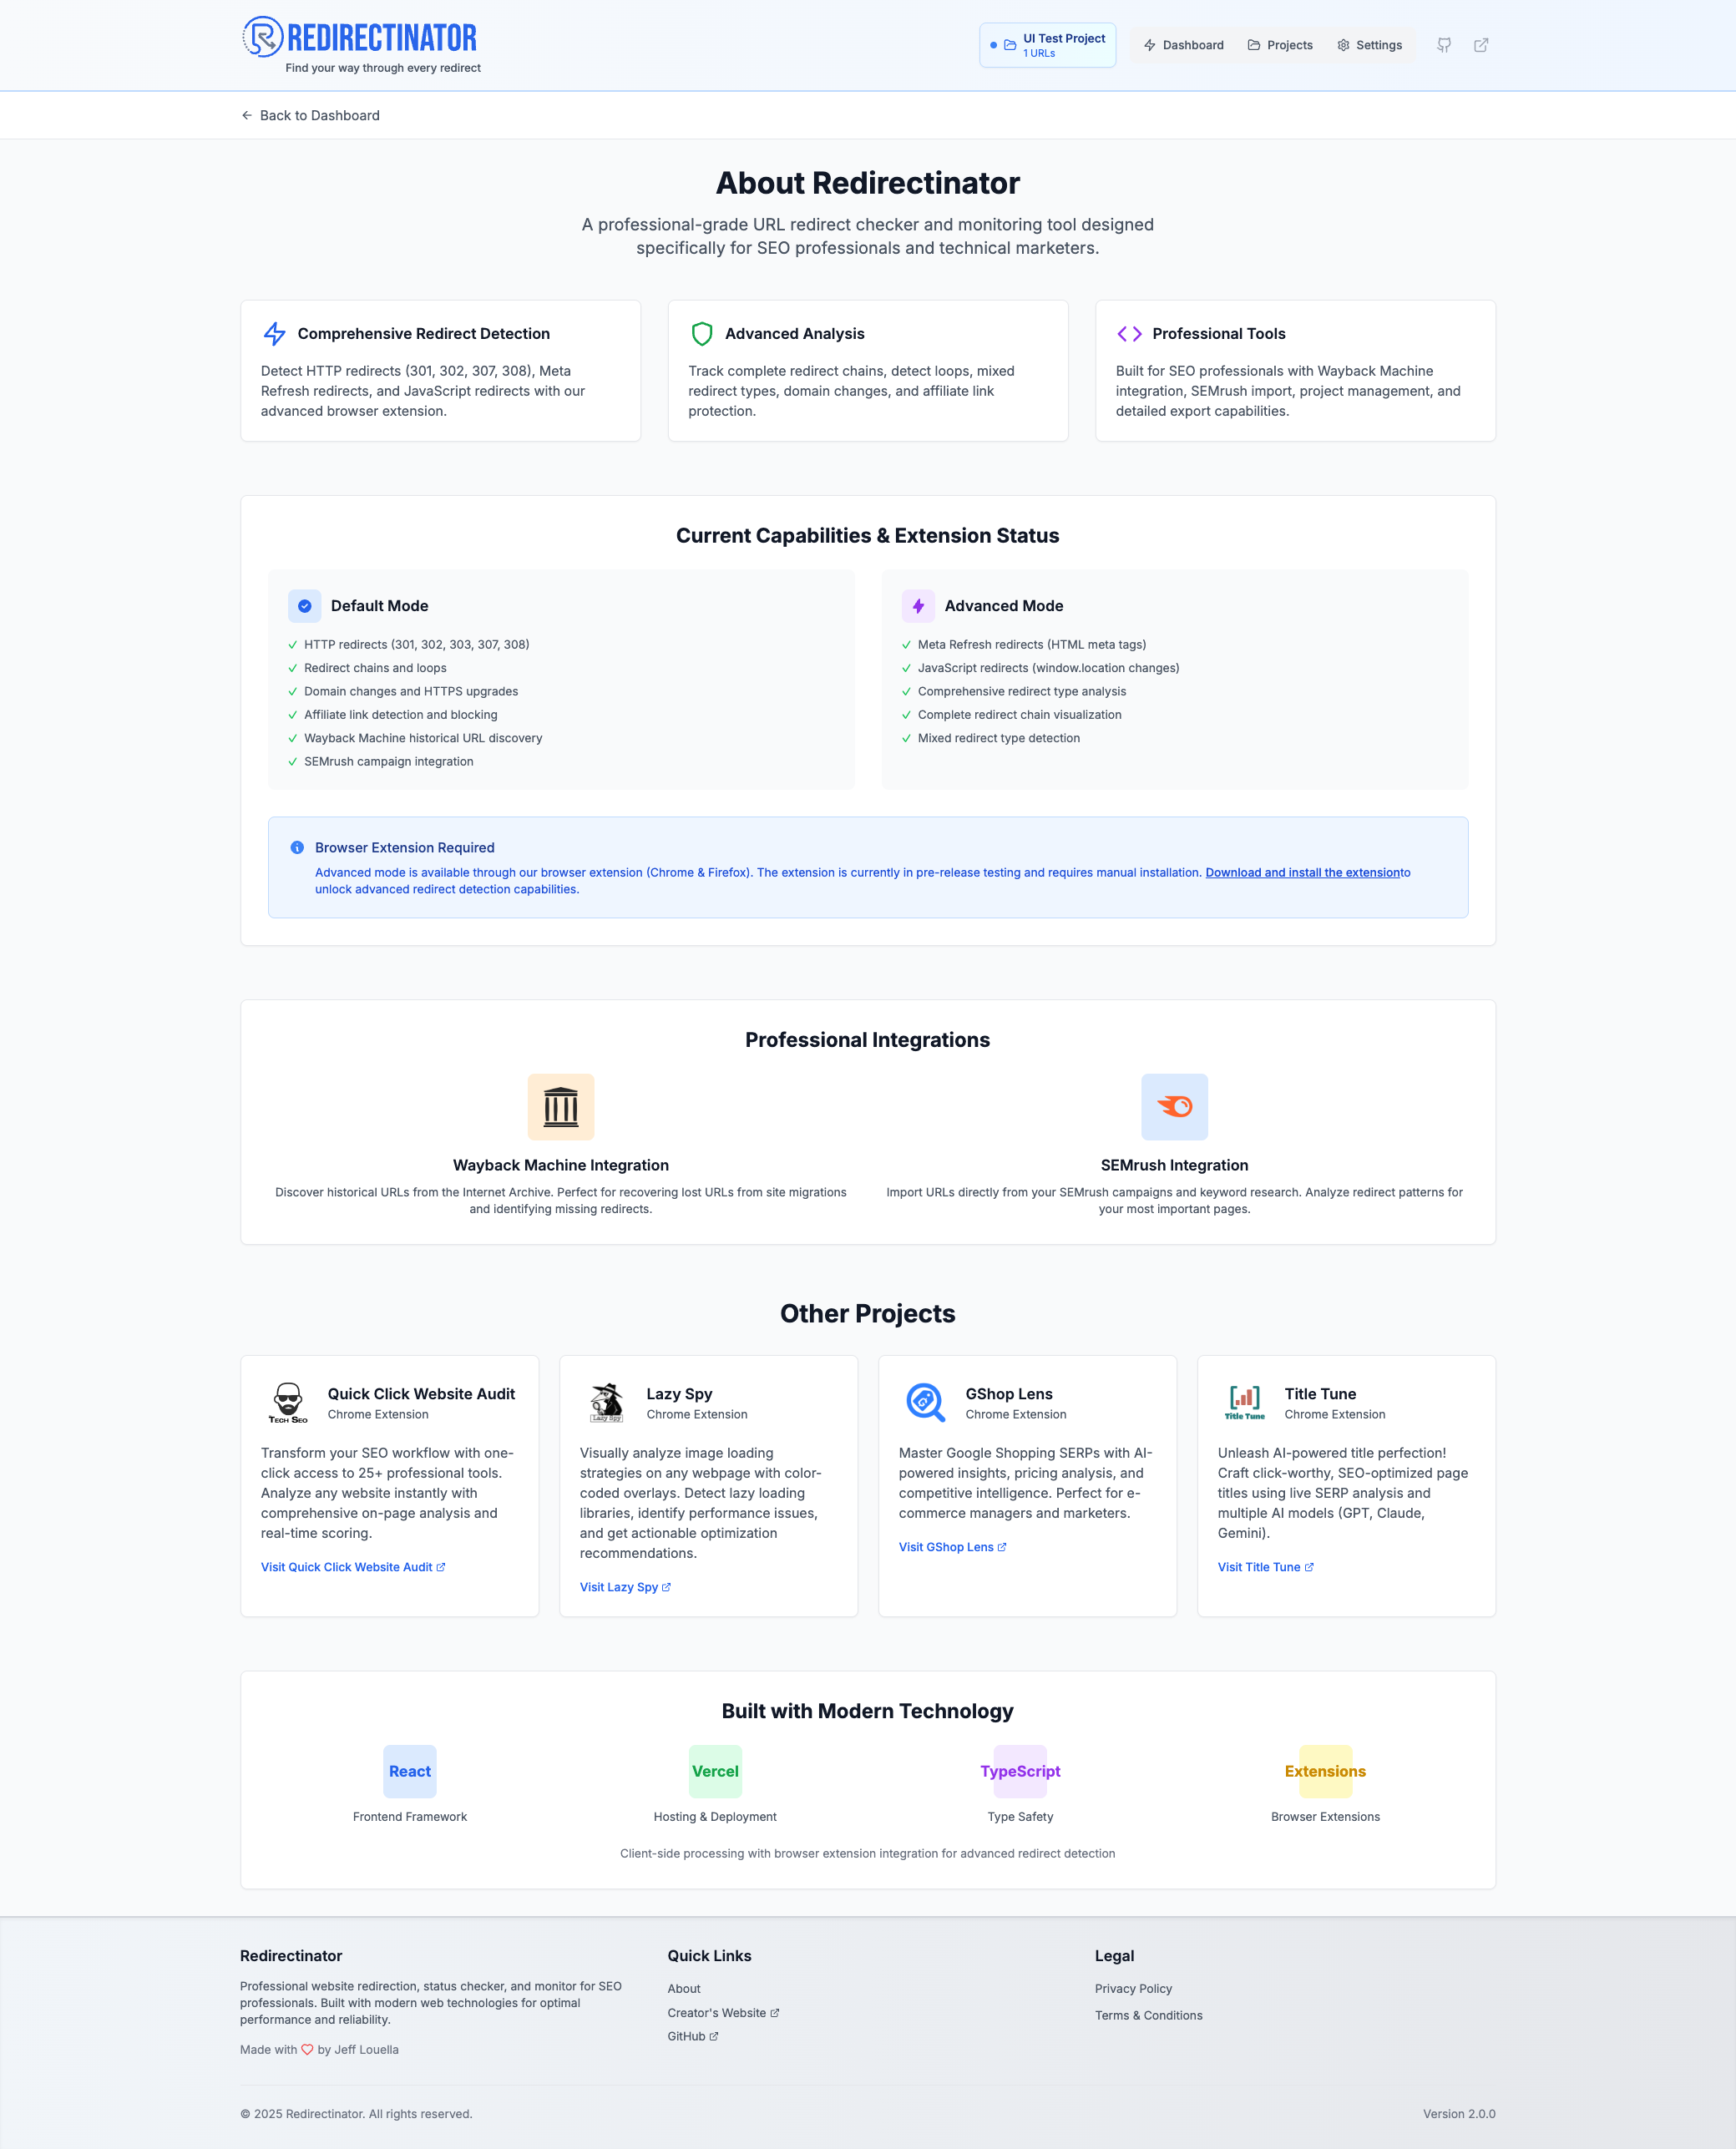 REDIRECTINATOR
Find your way through every redirect
UI Test Project
1 URLs
Dashboard
Projects
Settings
Back to Dashboard
About Redirectinator
A professional-grade URL redirect checker and monitoring tool designed
specifically for SEO professionals and technical marketers.
Comprehensive Redirect Detection
Detect HTTP redirects (301, 302, 307, 308), Meta
Refresh redirects, and JavaScript redirects with our
advanced browser extension.
Advanced Analysis
Track complete redirect chains, detect loops, mixed
redirect types, domain changes, and affiliate link
protection.
Professional Tools
Built for SEO professionals with Wayback Machine
integration, SEMrush import, project management, and
detailed export capabilities.
Current Capabilities & Extension Status
Default Mode
HTTP redirects (301, 302, 303, 307, 308)
Redirect chains and loops
Domain changes and HTTPS upgrades
Affiliate link detection and blocking
Wayback Machine historical URL discovery
SEMrush campaign integration
Advanced Mode
Meta Refresh redirects (HTML meta tags)
JavaScript redirects (window.location changes)
Comprehensive redirect type analysis
Complete redirect chain visualization
Mixed redirect type detection
Browser Extension Required
Advanced mode is available through our browser extension (Chrome & Firefox). The extension is currently in pre-release testing and requires manual installation. Download and install the extensionto
unlock advanced redirect detection capabilities.
Professional Integrations
Wayback Machine Integration
Discover historical URLs from the Internet Archive. Perfect for recovering lost URLs from site migrations
and identifying missing redirects.
SEMrush Integration
Import URLs directly from your SEMrush campaigns and keyword research. Analyze redirect patterns for
your most important pages.
Other Projects
TECH SEO
Quick Click Website Audit
Chrome Extension
Transform your SEO workflow with one-
click access to 25+ professional tools.
Analyze any website instantly with
comprehensive on-page analysis and
real-time scoring.
Visit Quick Click Website Audit
Lazy Spy
Lazy Spy
Chrome Extension
Visually analyze image loading
strategies on any webpage with color-
coded overlays. Detect lazy loading
libraries, identify performance issues,
and get actionable optimization
recommendations.
Visit Lazy Spy
GShop Lens
Chrome Extension
Master Google Shopping SERPs with AI-
powered insights, pricing analysis, and
competitive intelligence. Perfect for e-
commerce managers and marketers.
Visit GShop Lens
Title Tune
Title Tune
Chrome Extension
Unleash AI-powered title perfection!
Craft click-worthy, SEO-optimized page
titles using live SERP analysis and
multiple AI models (GPT, Claude,
Gemini).
Visit Title Tune
Built with Modern Technology
React
Frontend Framework
Vercel
Hosting & Deployment
TypeScript
Type Safety
Extensions
Browser Extensions
Client-side processing with browser extension integration for advanced redirect detection
Redirectinator
Professional website redirection, status checker, and monitor for SEO
professionals. Built with modern web technologies for optimal
performance and reliability.
Made with ♡ by Jeff Louella
Quick Links
About
Creator's Website
GitHub
Legal
Privacy Policy
Terms & Conditions
© 2025 Redirectinator. All rights reserved.
Version 2.0.0